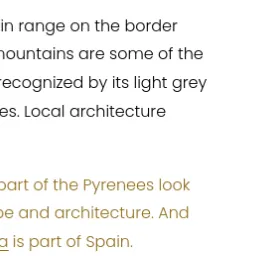 in range on the border
mountains are some of the
recognized by its light grey
es. Local architecture
part of the Pyrenees look
pe and architecture. And
a is part of Spain.